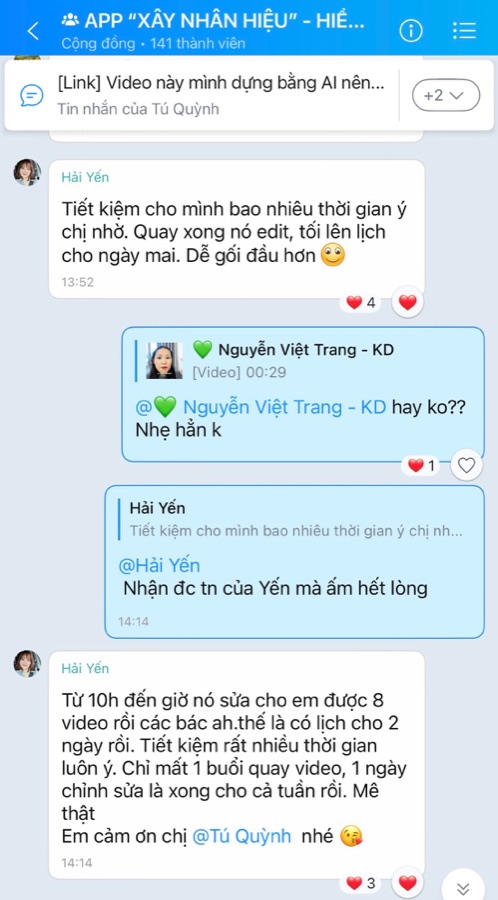 APP “XÂY NHÂN HIỆU” - HIỂ...
Cộng đồng • 141 thành viên
[Link] Video này mình dựng bằng AI nên...
Tin nhắn của Tú Quỳnh
+2
Hải Yến
Tiết kiệm cho mình bao nhiêu thời gian ý
chị nhờ. Quay xong nó edit, tối lên lịch
cho ngày mai. Dễ gối đầu hơn 🙂
13:52
❤️ 4
💚 Nguyễn Việt Trang - KD
[Video] 00:29
@💚 Nguyễn Việt Trang - KD hay ko??
Nhẹ hẳn k
❤️ 1
Hải Yến
Tiết kiệm cho mình bao nhiêu thời gian ý chị nh...
@Hải Yến
Nhận đc tn của Yến mà ấm hết lòng
14:14
Hải Yến
Từ 10h đến giờ nó sửa cho em được 8
video rồi các bác ah.thế là có lịch cho 2
ngày rồi. Tiết kiệm rất nhiều thời gian
luôn ý. Chỉ mất 1 buổi quay video, 1 ngày
chỉnh sửa là xong cho cả tuần rồi. Mê
thật
Em cảm ơn chị @Tú Quỳnh nhé 😘
14:14
❤️ 3